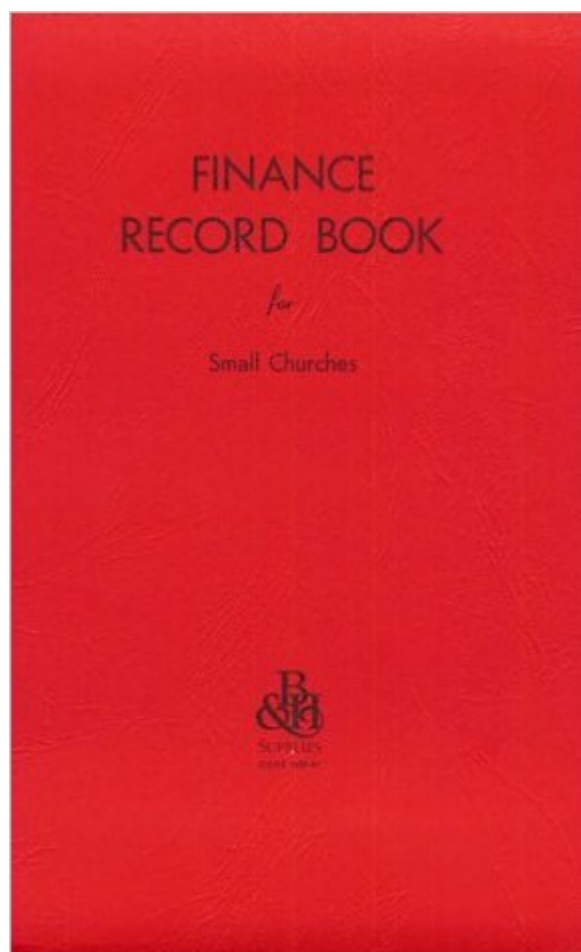 FINANCE
RECORD BOOK
for
Small Churches
B
&H
SUPPLIES